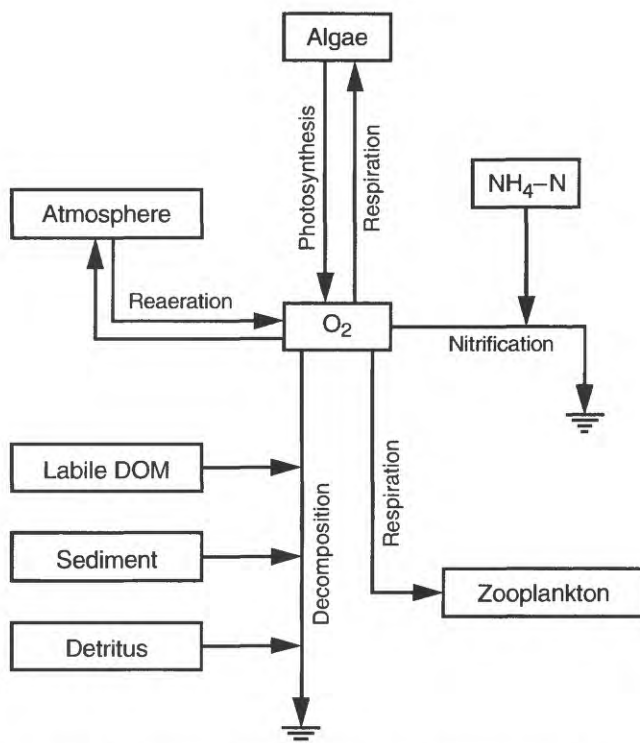 Algae
Photosynthesis
Respiration
NH₄–N
Atmosphere
Reaeration
O₂
Nitrification
Labile DOM
Decomposition
Respiration
Sediment
Zooplankton
Detritus